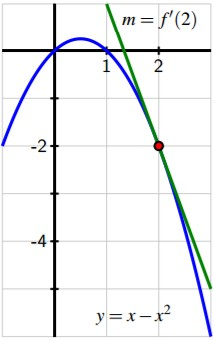 m = f′(2)
1 2
-2
-4
y = x − x²